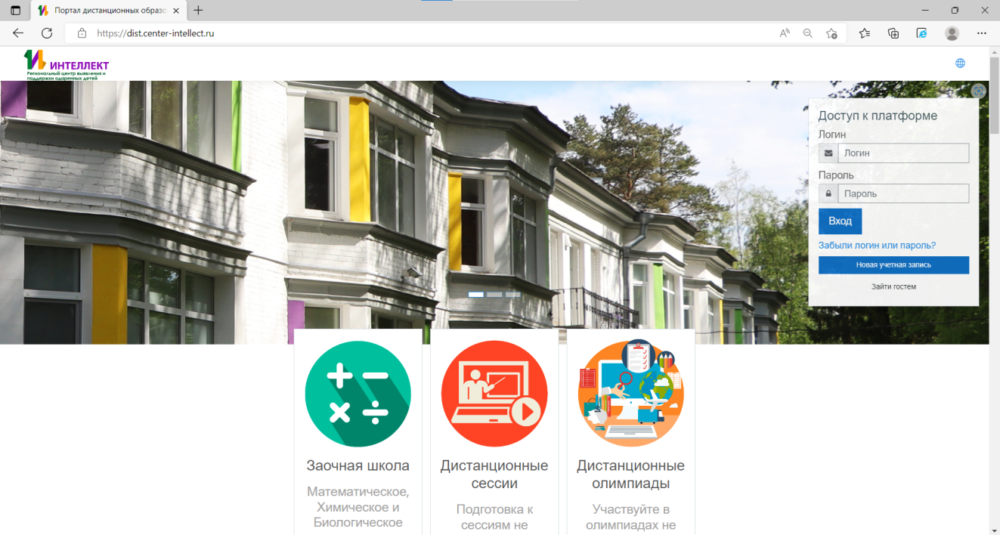 Портал дистанционных образо
https://dist.center-intellect.ru
ИНТЕЛЛЕКТ
Региональный центр выявления и
поддержки одаренных детей
Доступ к платформе
Логин
Логин
Пароль
Пароль
Вход
Забыли логин или пароль?
Новая учетная запись
Зайти гостем
Заочная школа
Математическое,
Химическое и
Биологическое
Дистанционные
сессии
Подготовка к
сессиям не
Дистанционные
олимпиады
Участвуйте в
олимпиадах не